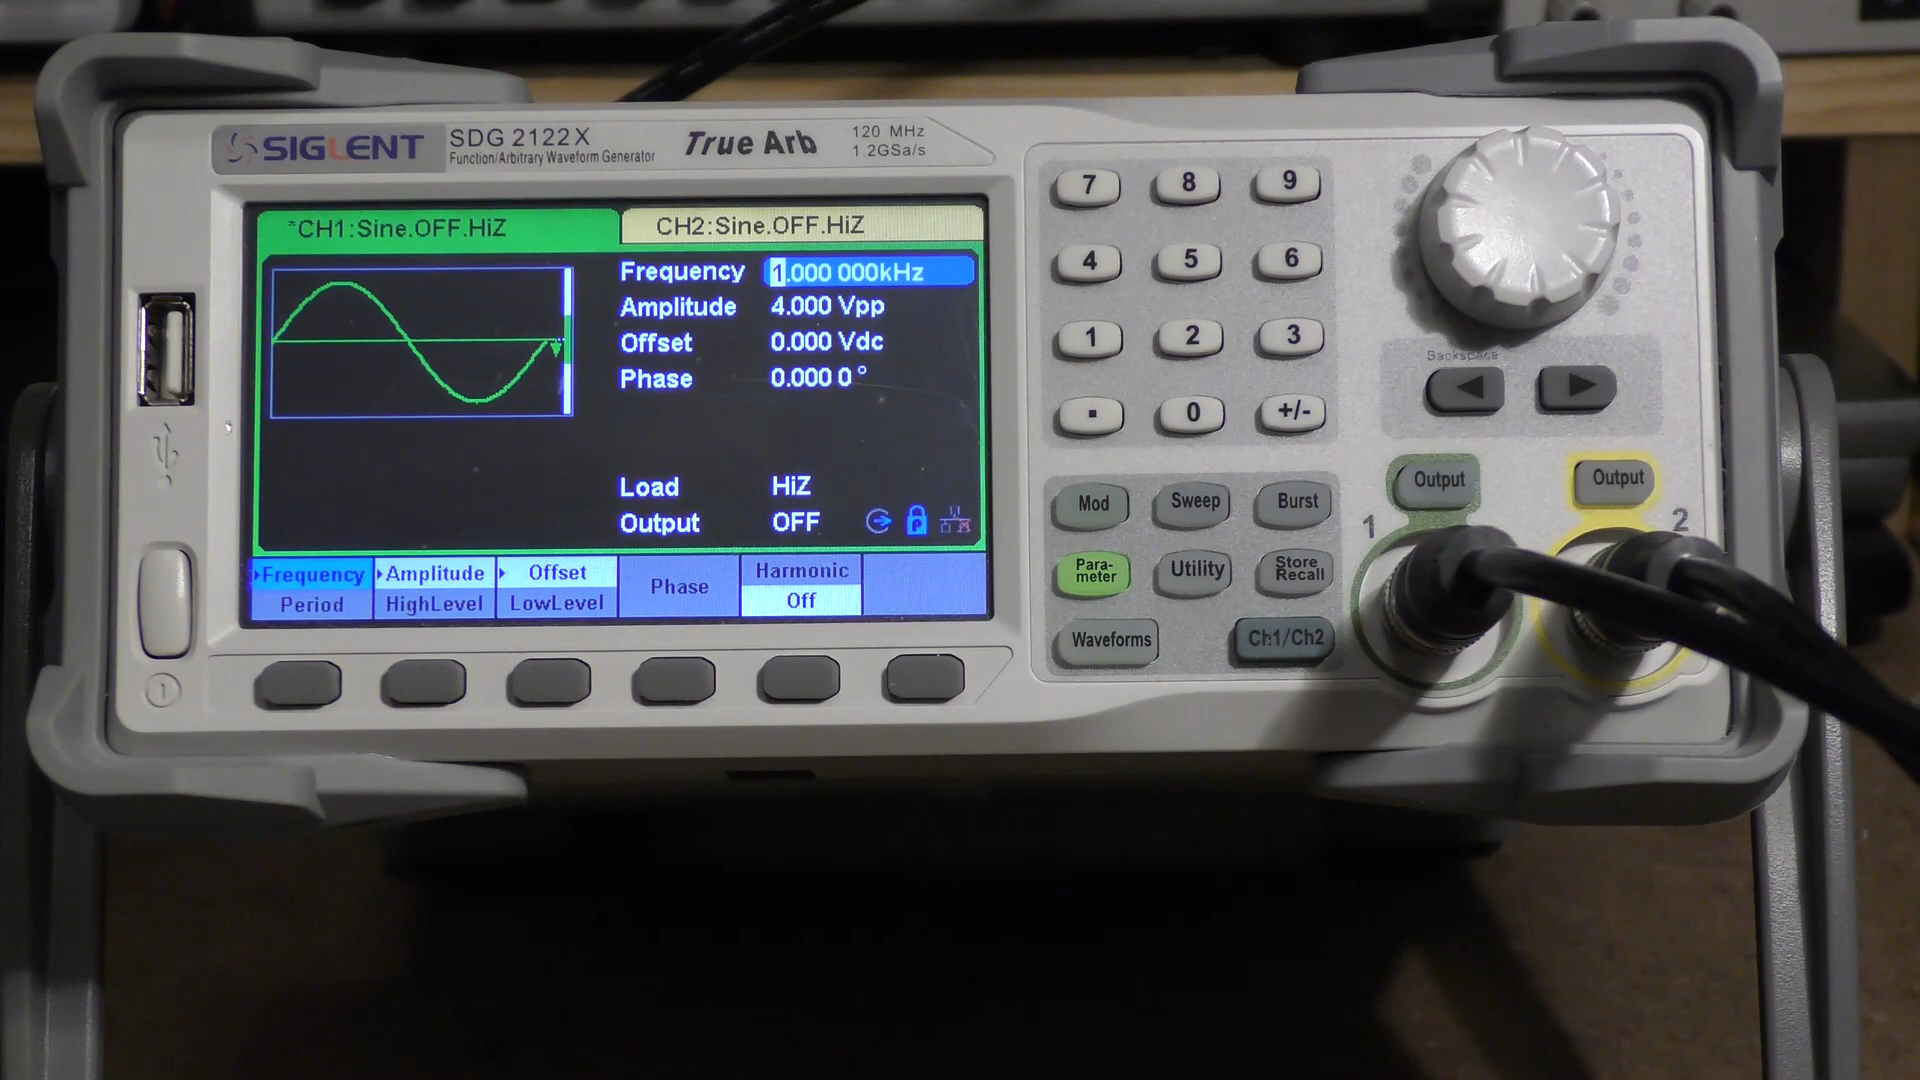 SIGLENT SDG 2122X
Function/Arbitrary Waveform Generator
True Arb
120 MHz
1.2GSa/s
*CH1:Sine.OFF.HiZ
CH2:Sine.OFF.HiZ
Frequency 1.000 000kHz
Amplitude 4.000 Vpp
Offset 0.000 Vdc
Phase 0.000 0 °
Load HiZ
Output OFF
Frequency
Period
Amplitude
HighLevel
Offset
LowLevel
Phase
Harmonic
Off
7 8 9
4 5 6
1 2 3
. 0 +/-
Backspace
Mod Sweep Burst
Para-
meter
Utility
Store
Recall
Waveforms Ch1/Ch2
Output
Output
1
2